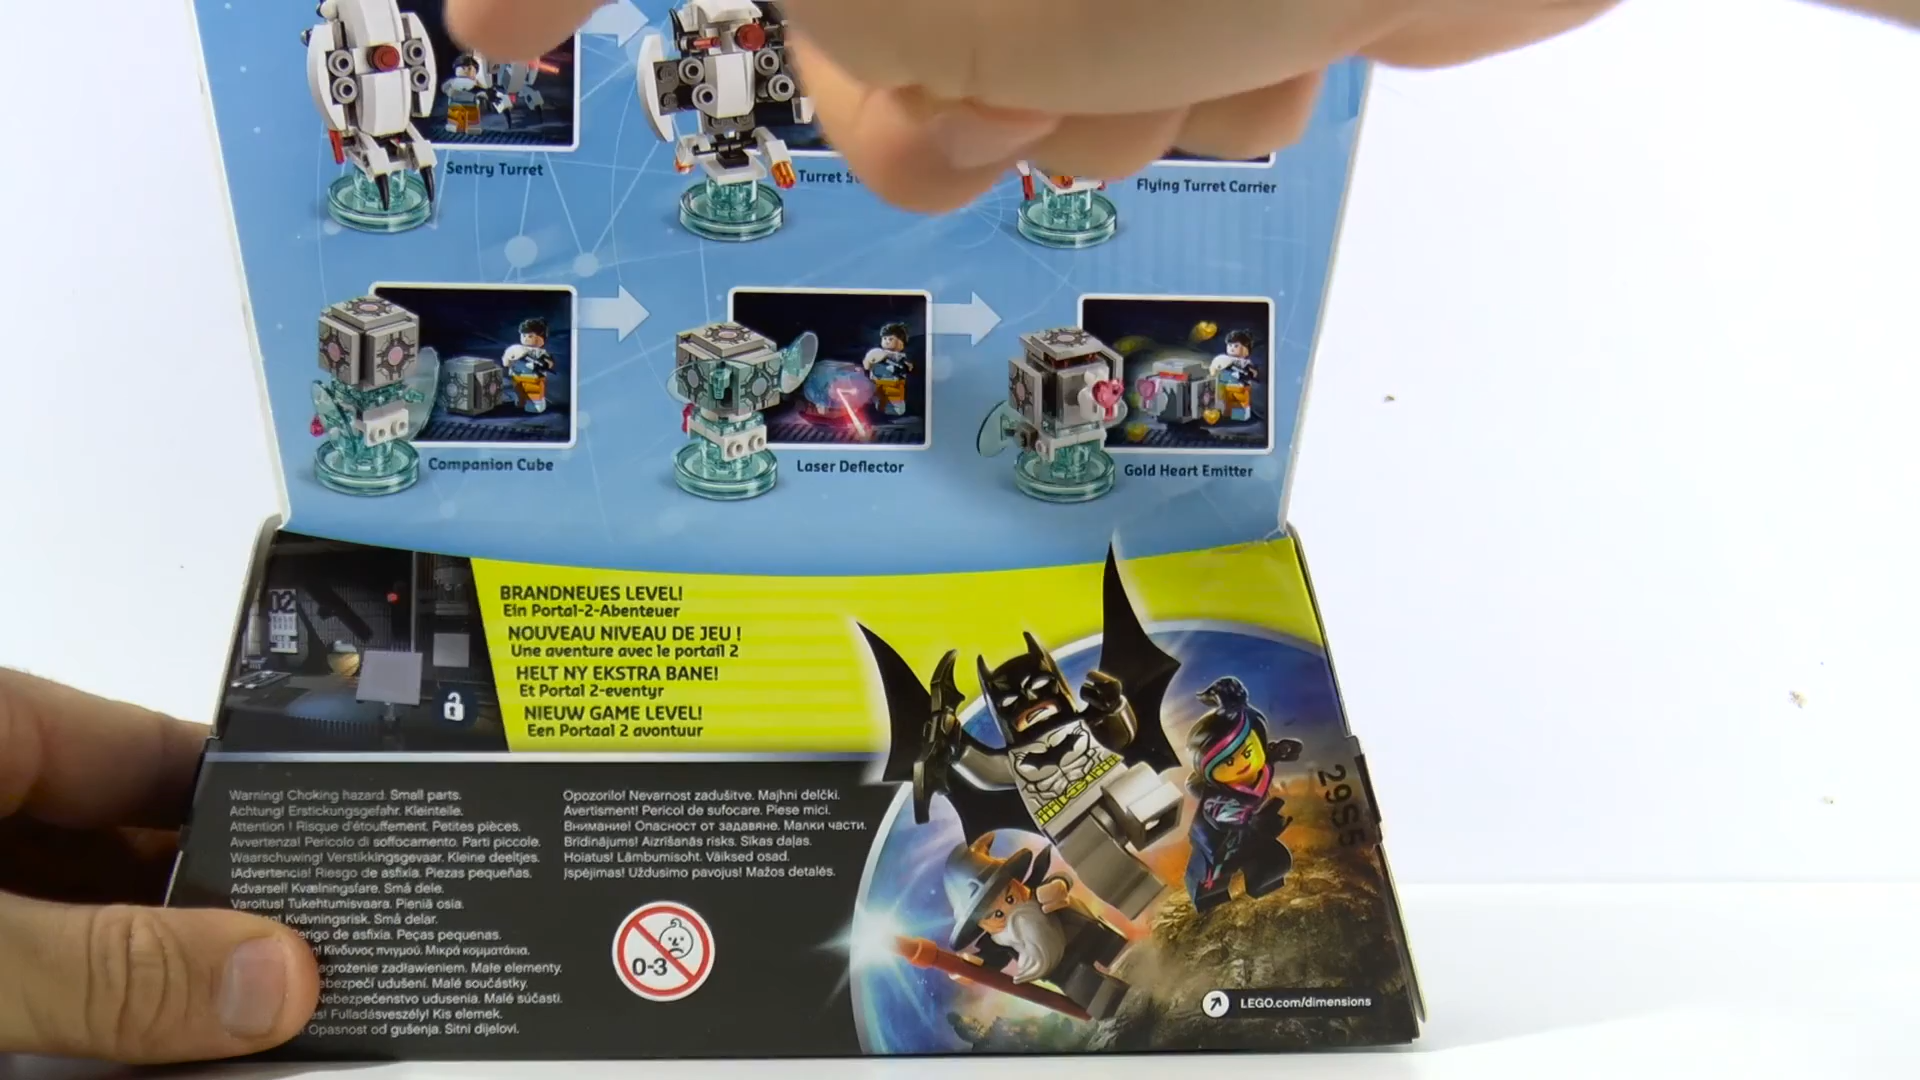 Sentry Turret
Turret
Flying Turret Carrier
Companion Cube
Laser Deflector
Gold Heart Emitter
02
BRANDNEUES LEVEL!
Ein Portal-2-Abenteuer
NOUVEAU NIVEAU DE JEU !
Une aventure avec le portail 2
HELT NY EKSTRA BANE!
Et Portal 2-eventyr
NIEUW GAME LEVEL!
Een Portaal 2 avontuur
Warning! Choking hazard. Small parts.
Achtung! Erstickungsgefahr. Kleinteile.
Attention ! Risque d'étouffement. Petites pièces.
Avvertenza! Pericolo di soffocamento. Parti piccole.
Waarschuwing! Verstikkingsgevaar. Kleine deeltjes.
¡Advertencia! Riesgo de asfixia. Piezas pequeñas.
Advarsel! Kvælningsfare. Små dele.
Varoitus! Tukehtumisvaara. Pieniä osia.
Kvävningsrisk. Små delar.
de asfixia. Peças pequenas.
Κίνδυνος πνιγμού. Μικρά κομματάκια.
zadławieniem. Małe elementy.
udušení. Malé součástky.
Nebezpečenstvo udusenia. Malé súčasti.
Fulladásveszély! Kis elemek.
Opasnost od gušenja. Sitni dijelovi.
Opozorilo! Nevarnost zadušitve. Majhni delčki.
Avertisment! Pericol de sufocare. Piese mici.
Внимание! Опасност от задавяне. Малки части.
Brīdinājums! Aizrīšanās risks. Sīkas daļas.
Hoiatus! Lämbumisoht. Väiksed osad.
Įspėjimas! Uždusimo pavojus! Mažos detalės.
0-3
29S5
LEGO.com/dimensions